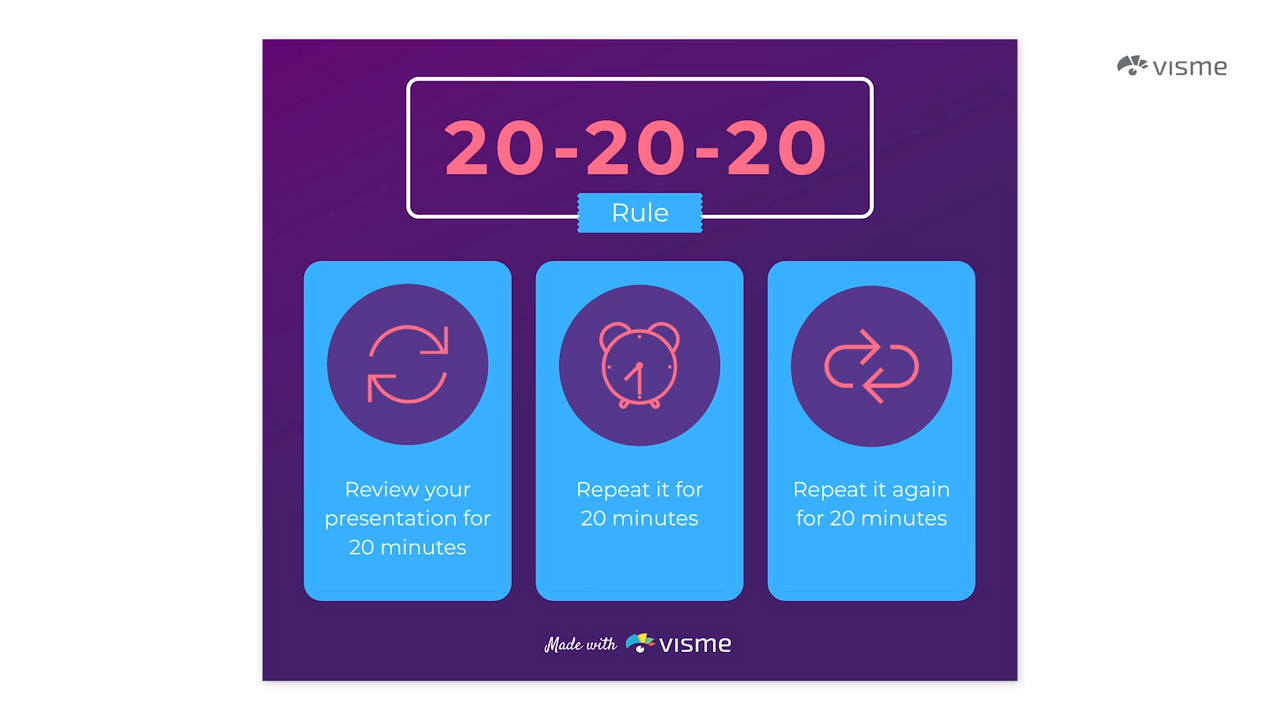 visme
20-20-20
Rule
Review your
presentation for
20 minutes
Repeat it for
20 minutes
Repeat it again
for 20 minutes
Made with visme